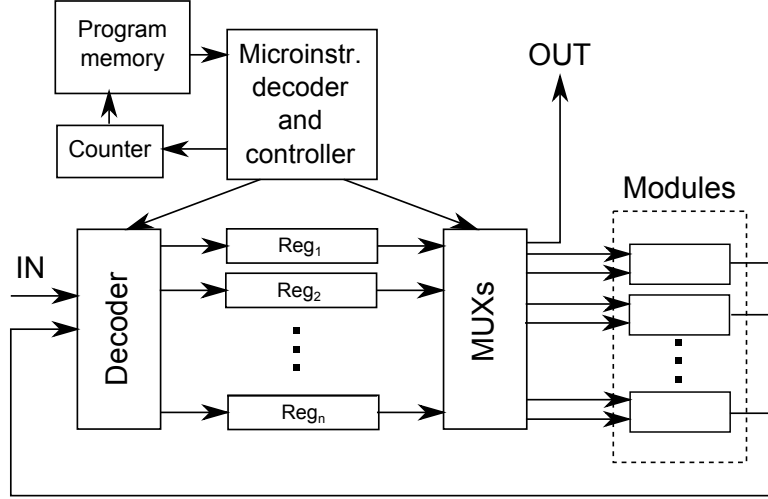 Program
memory
Microinstr.
decoder
and
controller
Counter
OUT
Modules
IN
Decoder
Reg1
Reg2
Regn
MUXs